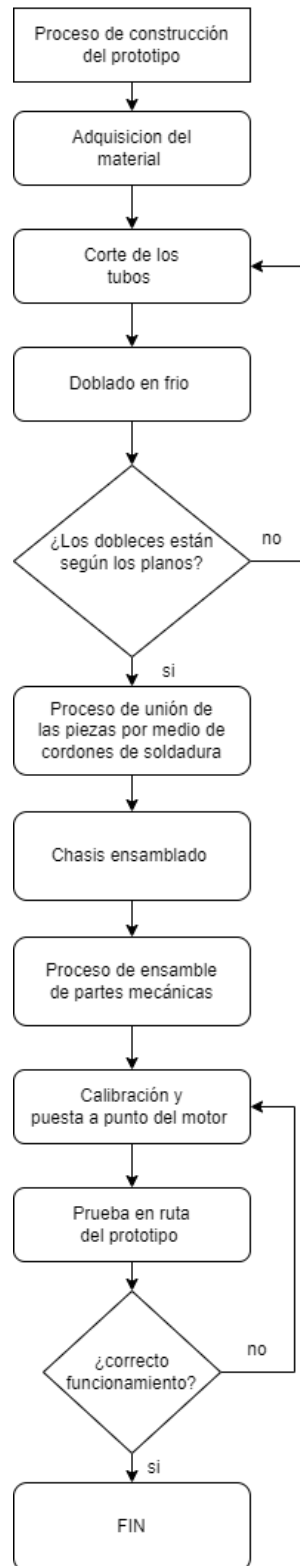 Proceso de construcción
del prototipo
Adquisicion del
material
Corte de los
tubos
Doblado en frio
¿Los dobleces están
según los planos?
no
si
Proceso de unión de
las piezas por medio de
cordones de soldadura
Chasis ensamblado
Proceso de ensamble
de partes mecánicas
Calibración y
puesta a punto del motor
Prueba en ruta
del prototipo
¿correcto
funcionamiento?
no
si
FIN